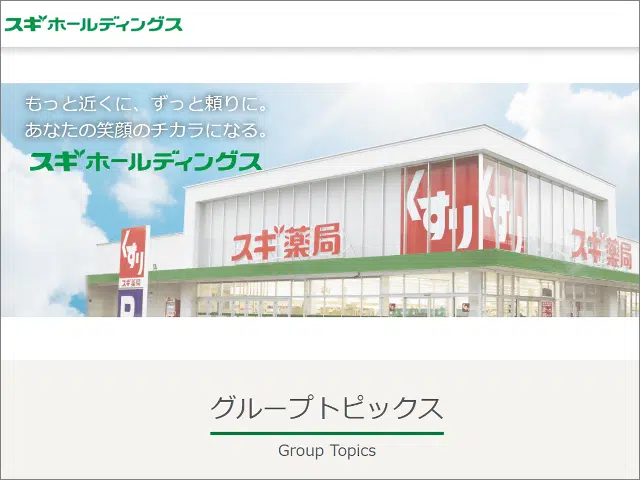 スギホールディングス
もっと近くに、ずっと頼りに。
あなたの笑顔のチカラになる。
スギホールディングス
くすり
くすり
スギ薬局
スギ薬局
くすり
スギ薬局
P
グループトピックス
Group Topics